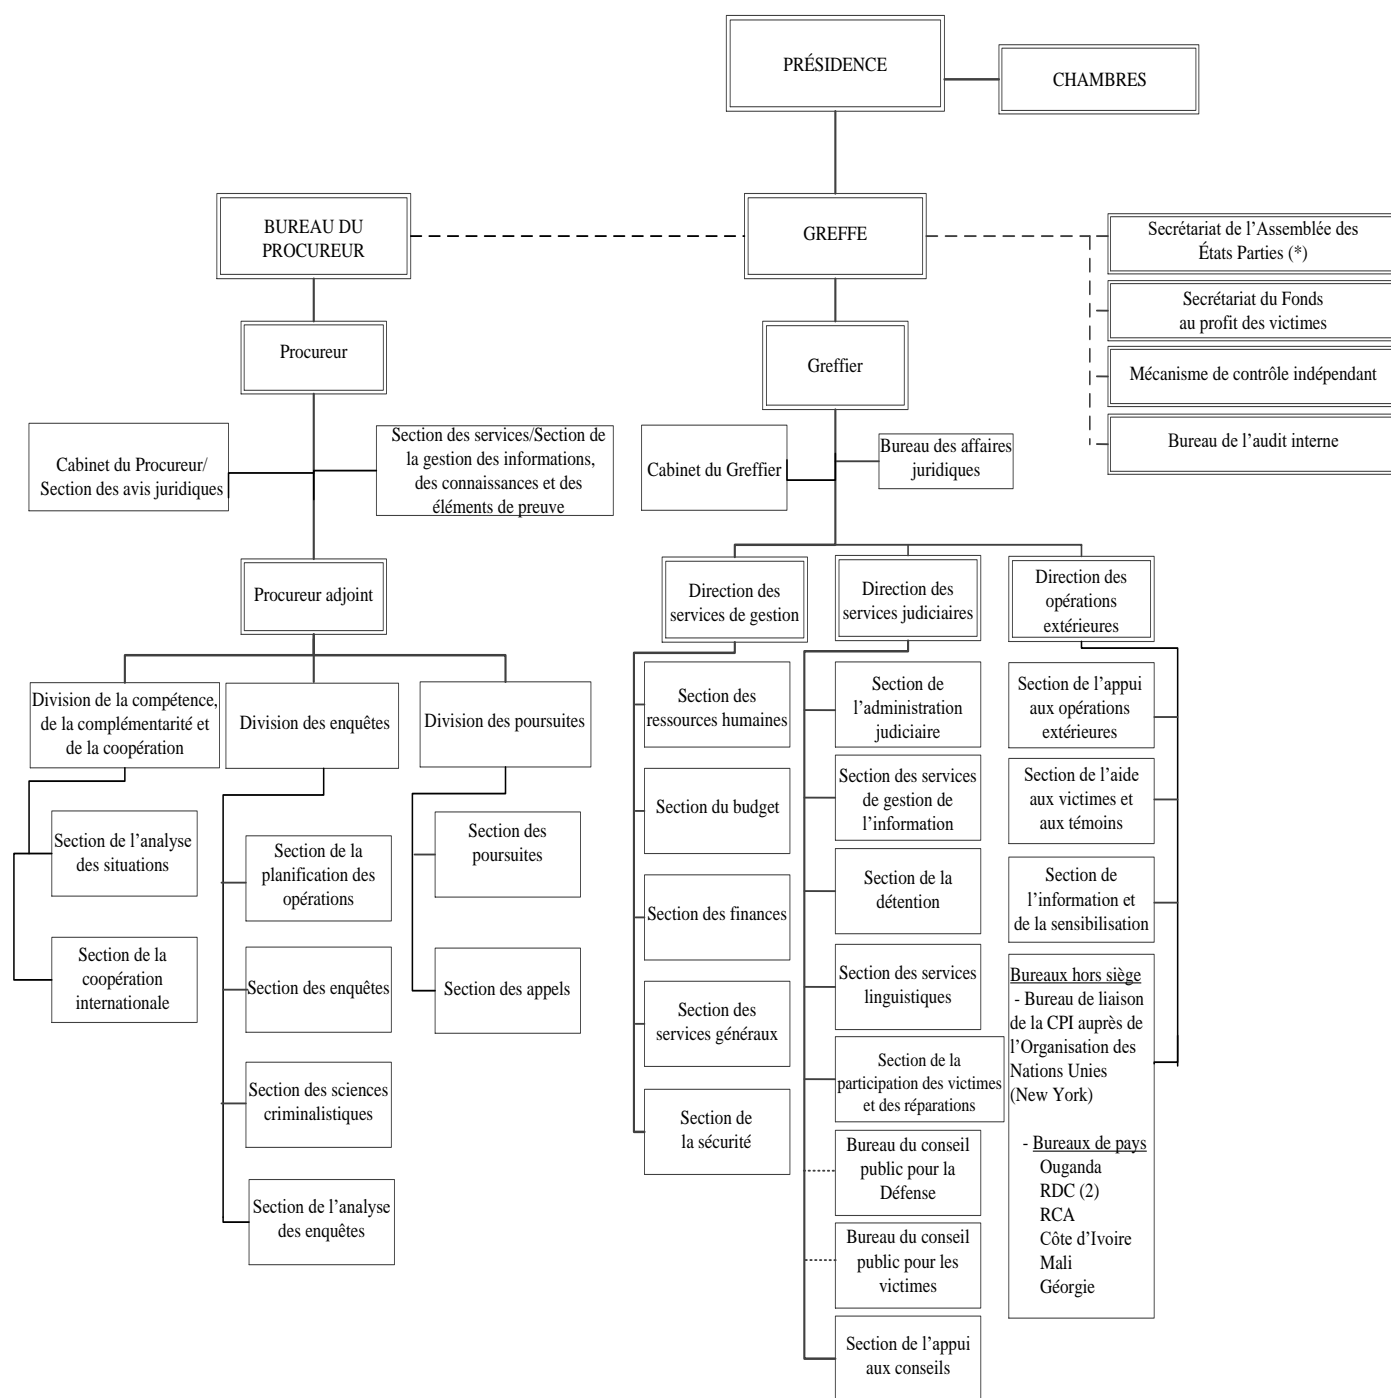 PRÉSIDENCE
CHAMBRES
BUREAU DU
PROCUREUR
GREFFE
Secrétariat de l’Assemblée des
États Parties (*)
Secrétariat du Fonds
au profit des victimes
Mécanisme de contrôle indépendant
Bureau de l’audit interne
Procureur
Greffier
Cabinet du Procureur/
Section des avis juridiques
Section des services/Section de
la gestion des informations,
des connaissances et des
éléments de preuve
Cabinet du Greffier
Bureau des affaires
juridiques
Procureur adjoint
Direction des
services de gestion
Direction des
services judiciaires
Direction des
opérations
extérieures
Division de la compétence,
de la complémentarité et
de la coopération
Division des enquêtes
Division des poursuites
Section de l’analyse
des situations
Section de la
coopération
internationale
Section de la
planification des
opérations
Section des enquêtes
Section des sciences
criminalistiques
Section de l’analyse
des enquêtes
Section des
poursuites
Section des appels
Section des
ressources humaines
Section du budget
Section des finances
Section des
services généraux
Section de
la sécurité
Section de
l’administration
judiciaire
Section des services
de gestion de
l’information
Section de la
détention
Section des services
linguistiques
Section de la
participation des victimes
et des réparations
Bureau du conseil
public pour la
Défense
Bureau du conseil
public pour les
victimes
Section de l’appui
aux conseils
Section de l’appui
aux opérations
extérieures
Section de l’aide
aux victimes et
aux témoins
Section de
l’information et
de la sensibilisation
Bureaux hors siège
- Bureau de liaison
de la CPI auprès de
l’Organisation des
Nations Unies
(New York)
- Bureaux de pays
Ouganda
RDC (2)
RCA
Côte d’Ivoire
Mali
Géorgie